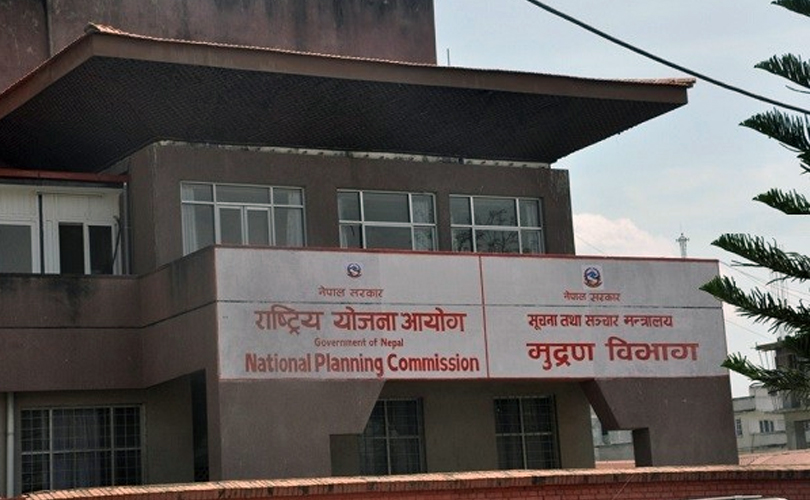 नेपाल सरकार
राष्ट्रिय योजना आयोग
Government of Nepal
National Planning Commission
नेपाल सरकार
सूचना तथा सञ्चार मन्त्रालय
मुद्रण विभाग